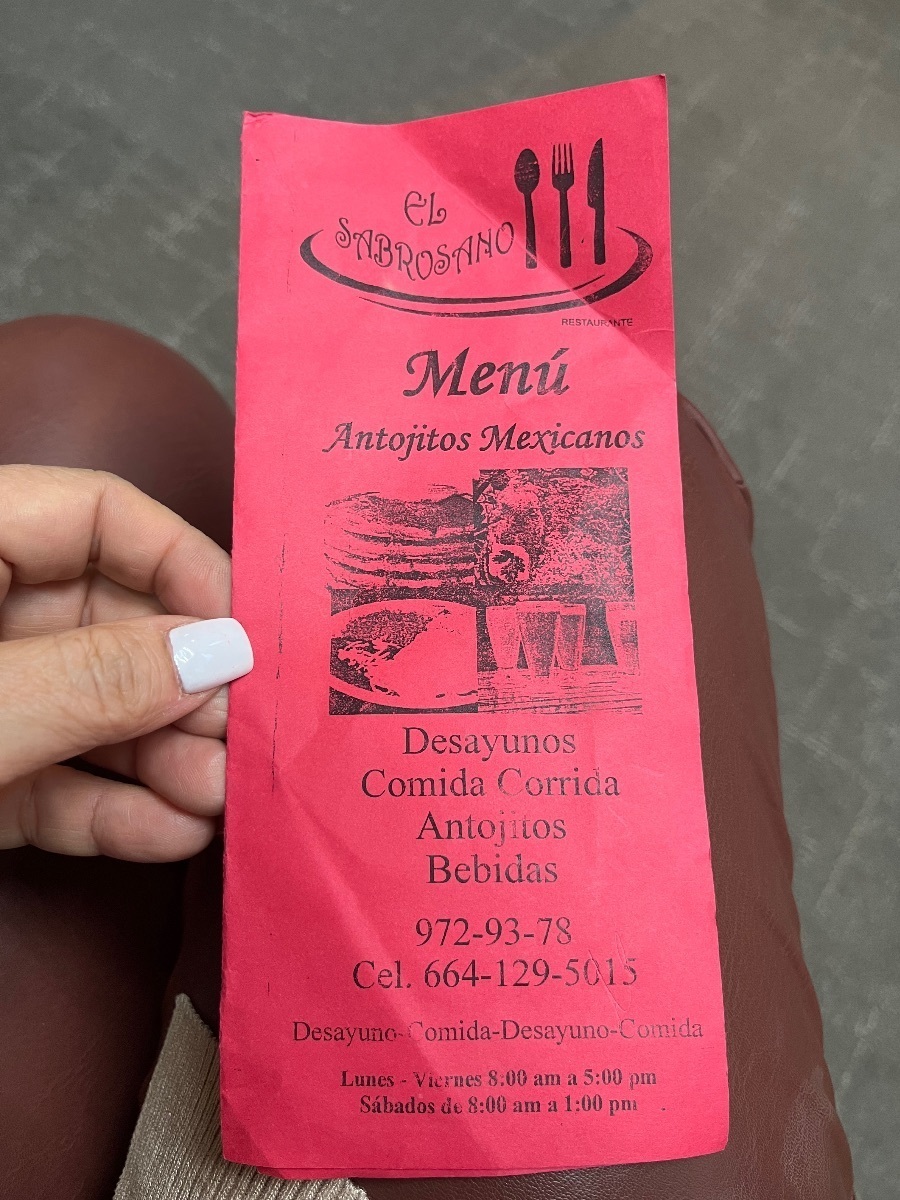 EL
SABROSANO
RESTAURANTE
Menú
Antojitos Mexicanos
Desayunos
Comida Corrida
Antojitos
Bebidas
972-93-78
Cel. 664-129-5015
Desayuno-Comida-Desayuno-Comida
Lunes - Viernes 8:00 am a 5:00 pm
Sábados de 8:00 am a 1:00 pm